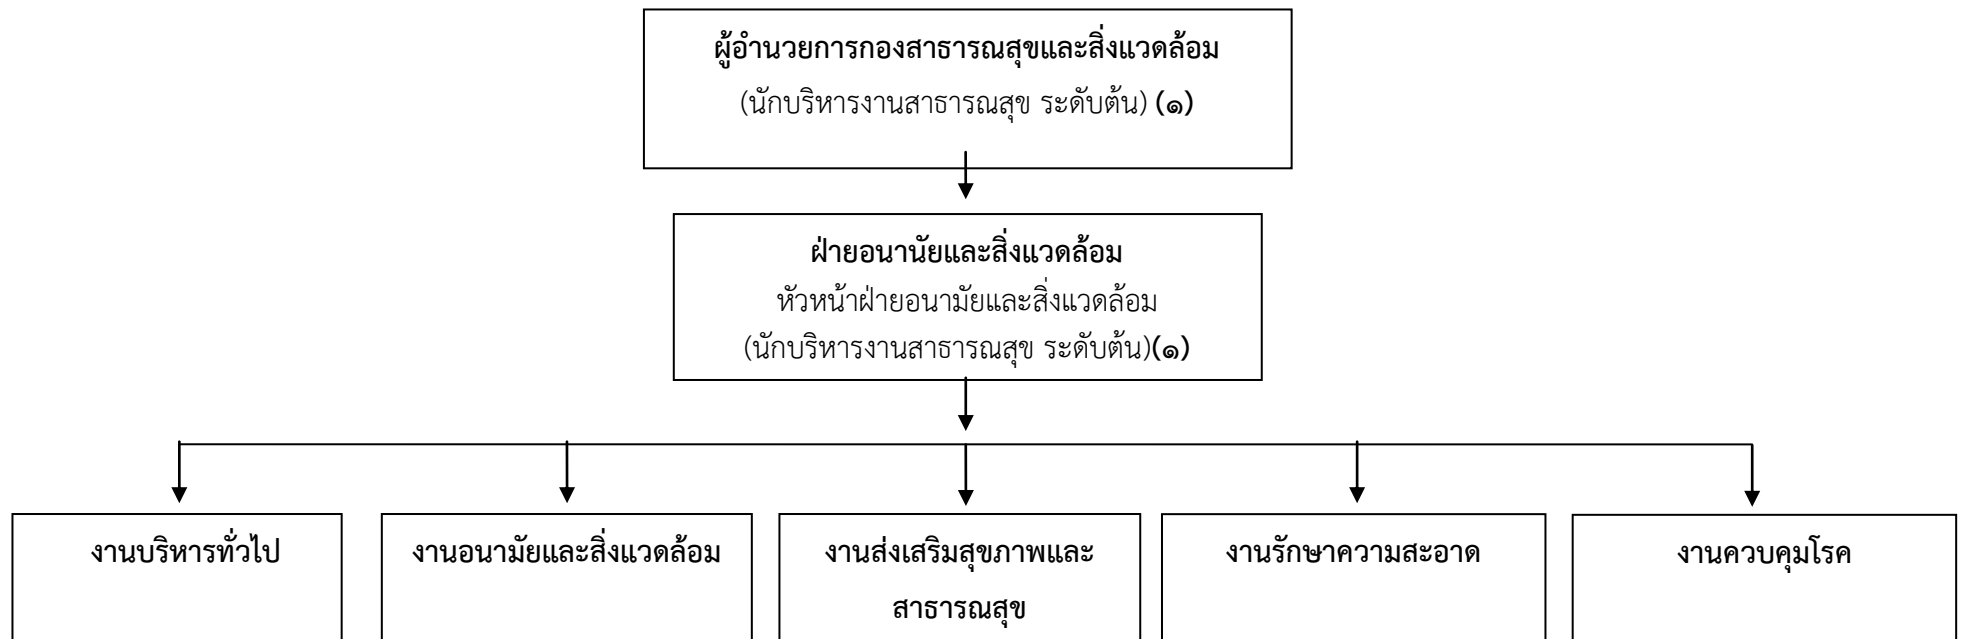 ผู้อำนวยการกองสาธารณสุขและสิ่งแวดล้อม
(นักบริหารงานสาธารณสุข ระดับต้น) (๑)
ฝ่ายอนานัยและสิ่งแวดล้อม
หัวหน้าฝ่ายอนามัยและสิ่งแวดล้อม
(นักบริหารงานสาธารณสุข ระดับต้น)(๑)
งานบริหารทั่วไป
งานอนามัยและสิ่งแวดล้อม
งานส่งเสริมสุขภาพและ
สาธารณสุข
งานรักษาความสะอาด
งานควบคุมโรค